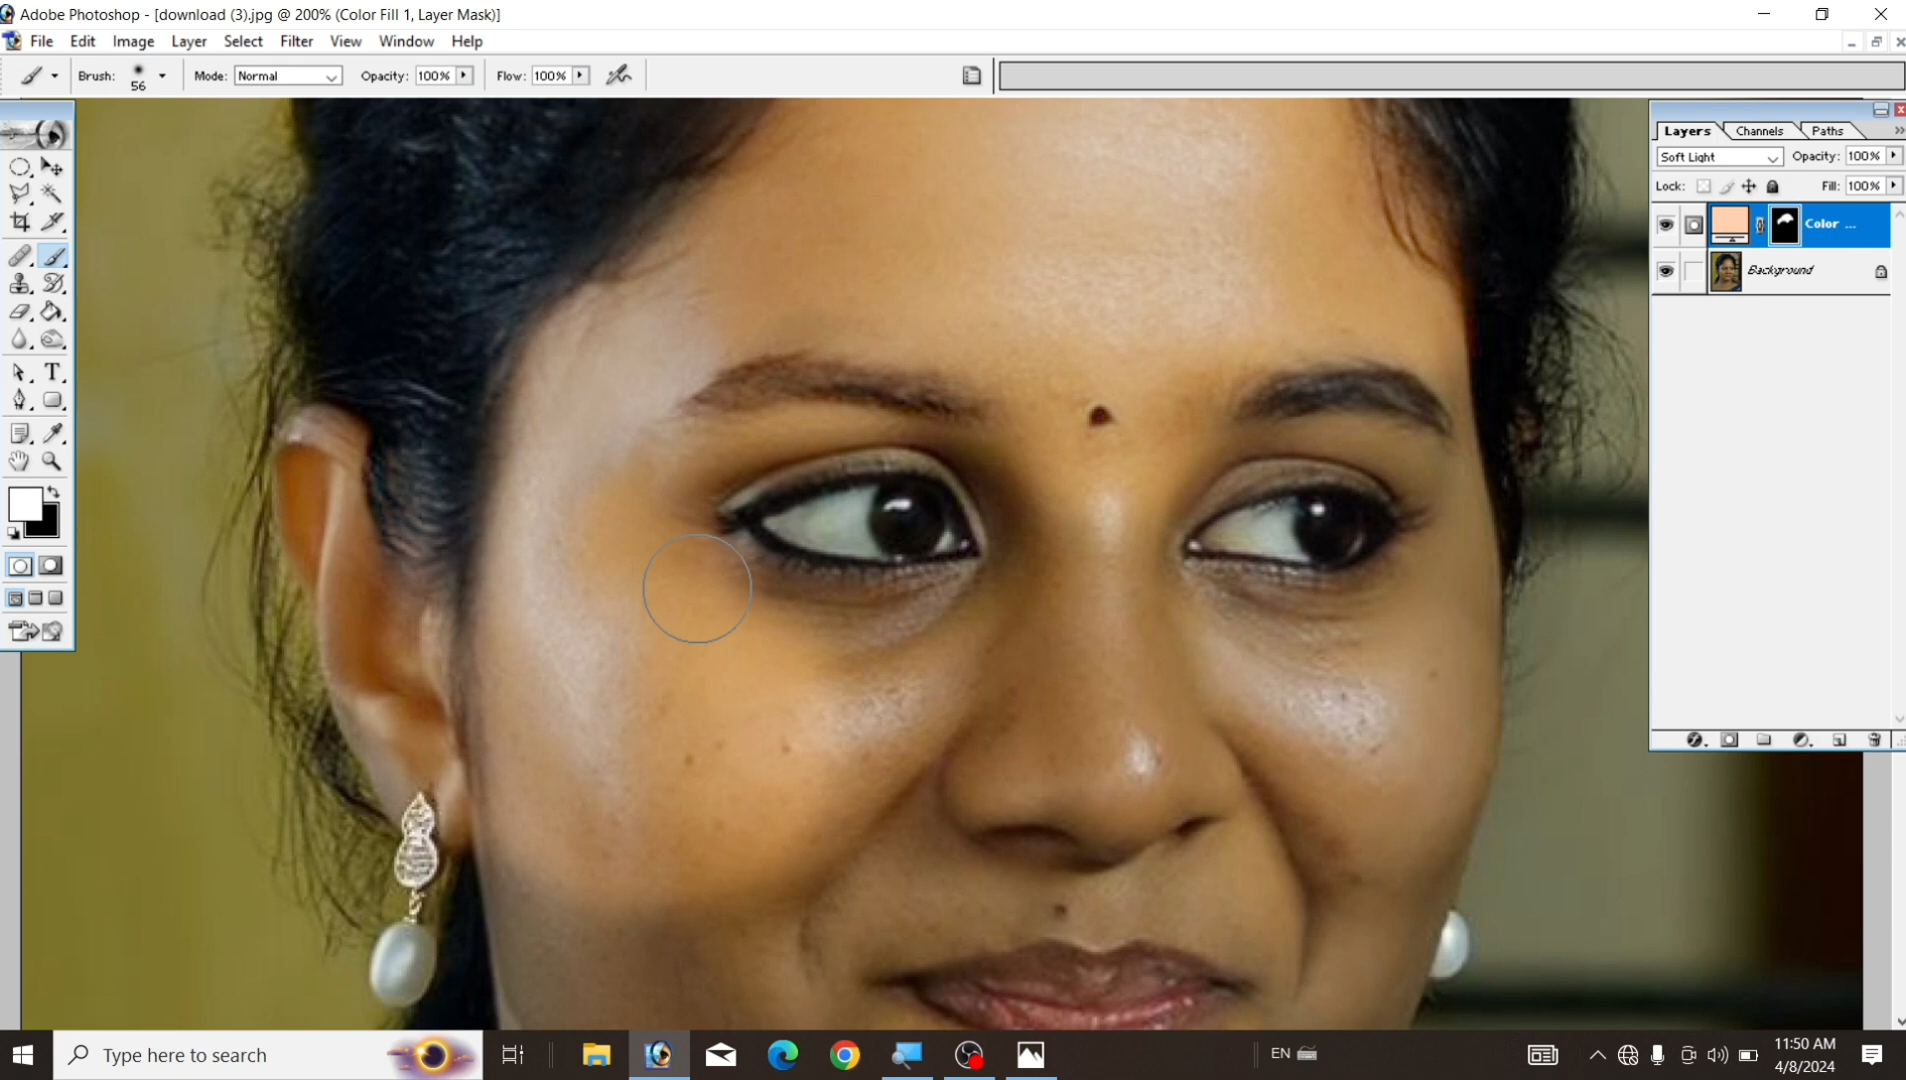 Adobe Photoshop - [download (3).jpg @ 200% (Color Fill 1, Layer Mask)]
File Edit Image Layer Select Filter View Window Help
Brush: 56 Mode: Normal Opacity: 100% Flow: 100%
Layers Channels Paths
Soft Light Opacity: 100%
Lock: Fill: 100%
Color ...
Background
T
Type here to search
EN
11:50 AM
4/8/2024